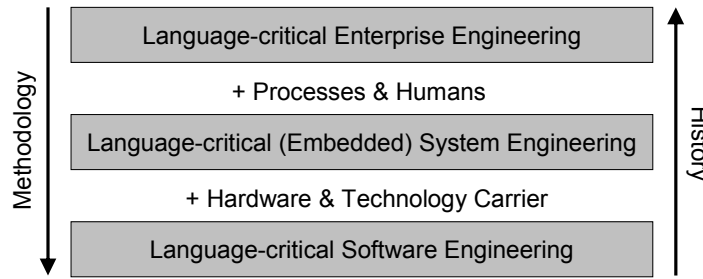 Methodology
Language-critical Enterprise Engineering
+ Processes & Humans
Language-critical (Embedded) System Engineering
+ Hardware & Technology Carrier
Language-critical Software Engineering
History